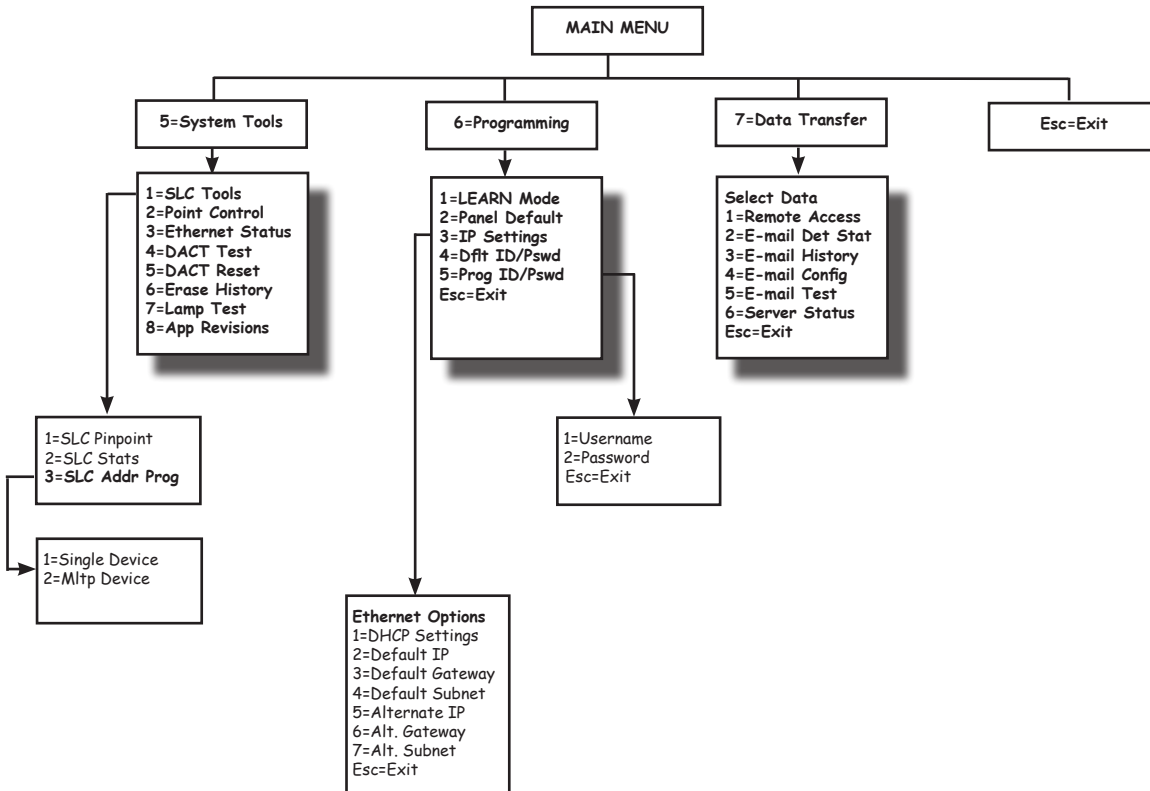 MAIN MENU
5=System Tools
6=Programming
7=Data Transfer
Esc=Exit
1=SLC Tools
2=Point Control
3=Ethernet Status
4=DACT Test
5=DACT Reset
6=Erase History
7=Lamp Test
8=App Revisions
1=LEARN Mode
2=Panel Default
3=IP Settings
4=Dflt ID/Pswd
5=Prog ID/Pswd
Esc=Exit
Select Data
1=Remote Access
2=E-mail Det Stat
3=E-mail History
4=E-mail Config
5=E-mail Test
6=Server Status
Esc=Exit
1=SLC Pinpoint
2=SLC Stats
3=SLC Addr Prog
1=Username
2=Password
Esc=Exit
1=Single Device
2=Mltp Device
Ethernet Options
1=DHCP Settings
2=Default IP
3=Default Gateway
4=Default Subnet
5=Alternate IP
6=Alt. Gateway
7=Alt. Subnet
Esc=Exit